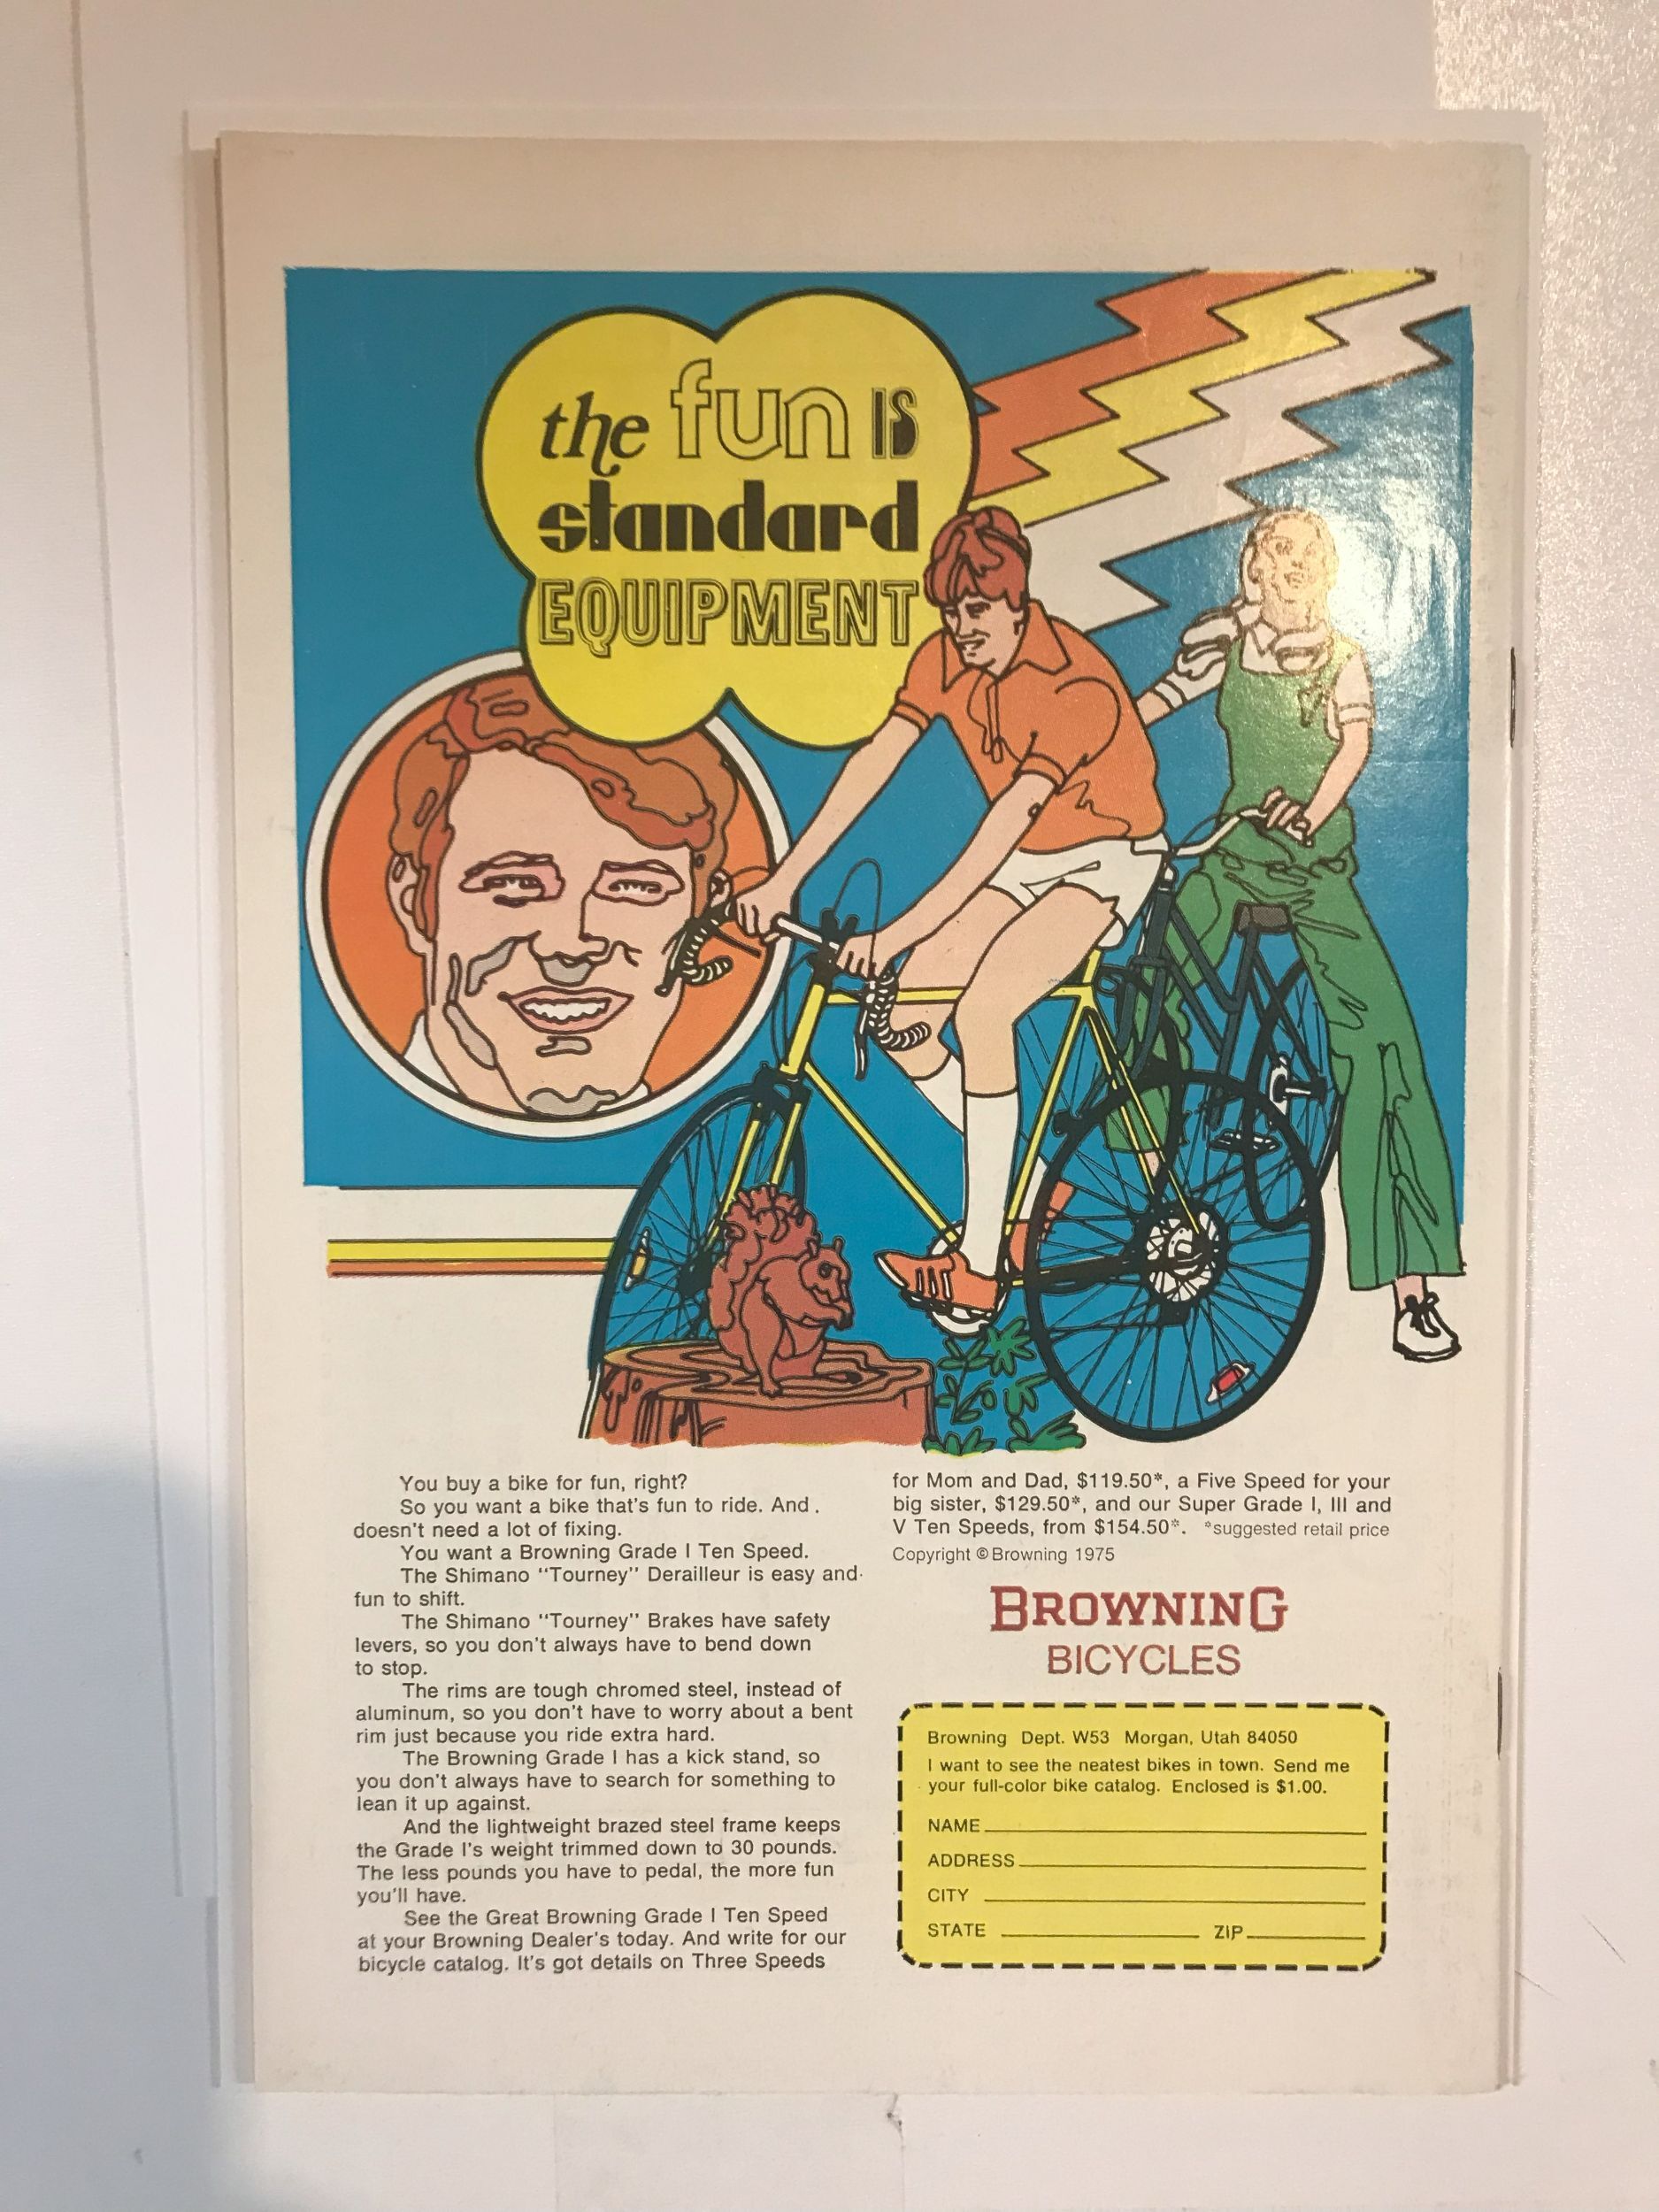 the fun is
standard
EQUIPMENT
You buy a bike for fun, right?
So you want a bike that's fun to ride. And
doesn't need a lot of fixing.
You want a Browning Grade I Ten Speed.
The Shimano "Tourney" Derailleur is easy and
fun to shift.
The Shimano "Tourney" Brakes have safety
levers, so you don't always have to bend down
to stop.
The rims are tough chromed steel, instead of
aluminum, so you don't have to worry about a bent
rim just because you ride extra hard.
The Browning Grade I has a kick stand, so
you don't always have to search for something to
lean it up against.
And the lightweight brazed steel frame keeps
the Grade I's weight trimmed down to 30 pounds.
The less pounds you have to pedal, the more fun
you'll have.
See the Great Browning Grade I Ten Speed
at your Browning Dealer's today. And write for our
bicycle catalog. It's got details on Three Speeds
for Mom and Dad, $119.50*, a Five Speed for your
big sister, $129.50*, and our Super Grade I, III and
V Ten Speeds, from $154.50*. *suggested retail price
Copyright © Browning 1975
BROWNING
BICYCLES
Browning Dept. W53 Morgan, Utah 84050
I want to see the neatest bikes in town. Send me
your full-color bike catalog. Enclosed is $1.00.
NAME
ADDRESS
CITY
STATE ZIP